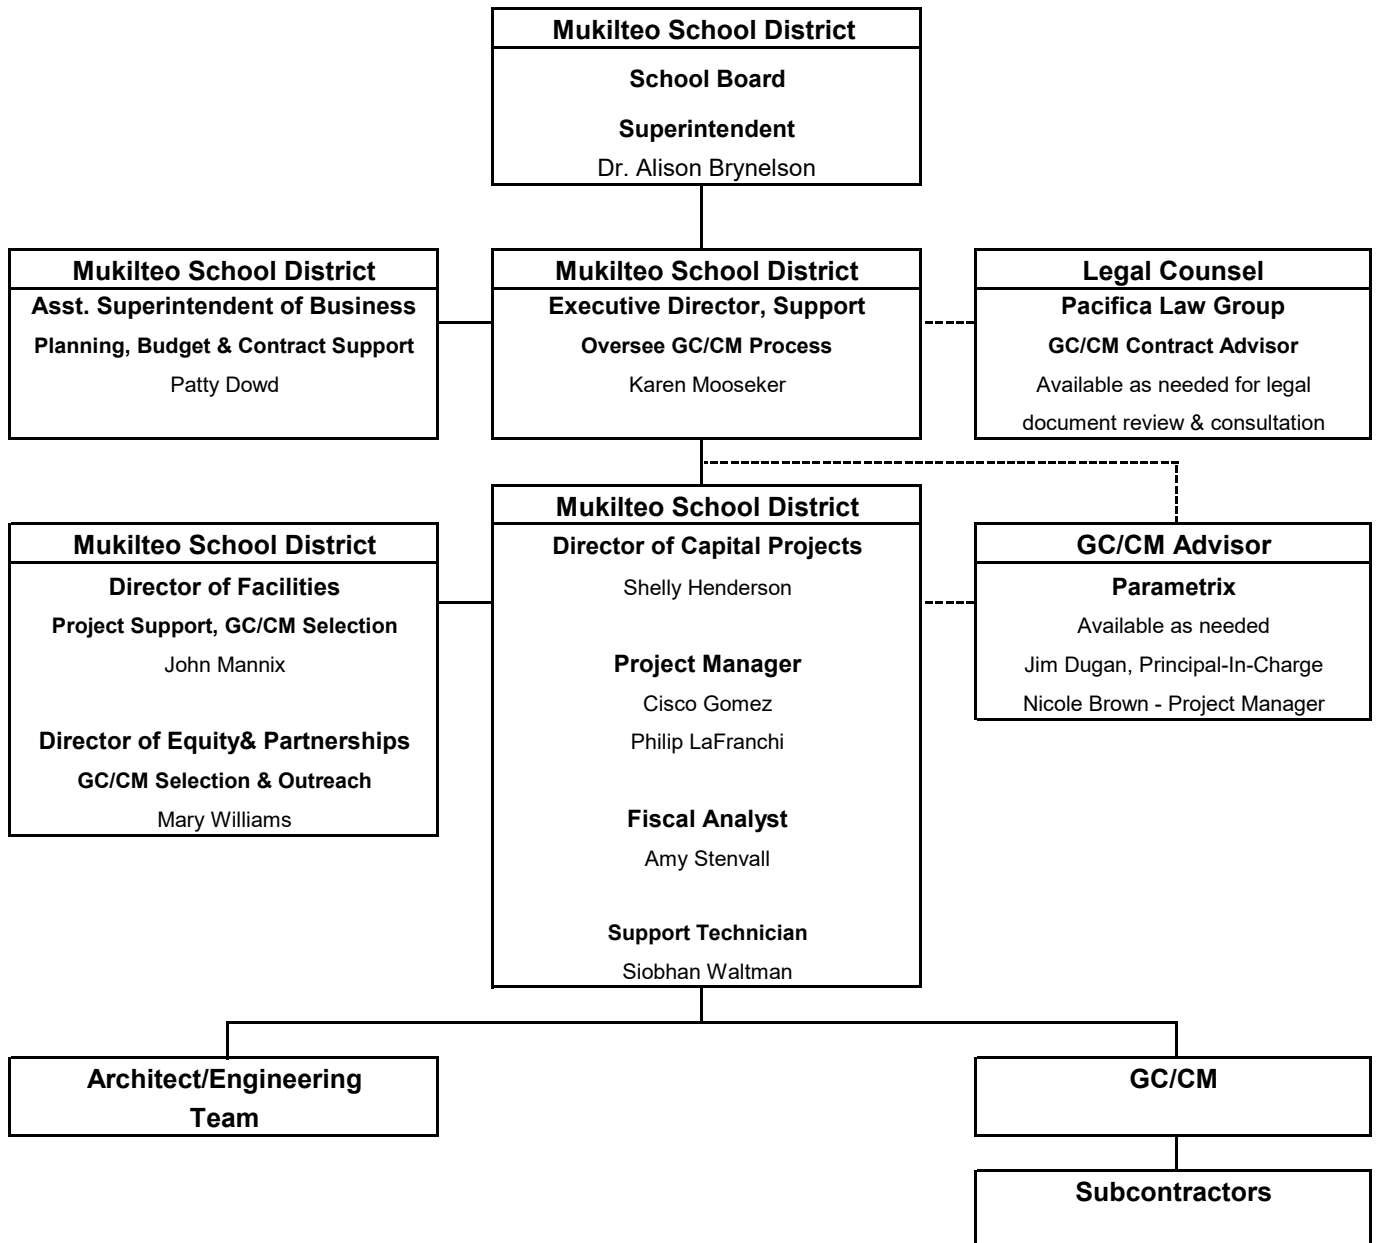 Mukilteo School District
School Board
Superintendent
Dr. Alison Brynelson
Mukilteo School District
Asst. Superintendent of Business
Planning, Budget & Contract Support
Patty Dowd
Mukilteo School District
Executive Director, Support
Oversee GC/CM Process
Karen Mooseker
Legal Counsel
Pacifica Law Group
GC/CM Contract Advisor
Available as needed for legal
document review & consultation
Mukilteo School District
Director of Facilities
Project Support, GC/CM Selection
John Mannix
Director of Equity& Partnerships
GC/CM Selection & Outreach
Mary Williams
Mukilteo School District
Director of Capital Projects
Shelly Henderson
Project Manager
Cisco Gomez
Philip LaFranchi
Fiscal Analyst
Amy Stenvall
Support Technician
Siobhan Waltman
GC/CM Advisor
Parametrix
Available as needed
Jim Dugan, Principal-In-Charge
Nicole Brown - Project Manager
Architect/Engineering
Team
GC/CM
Subcontractors